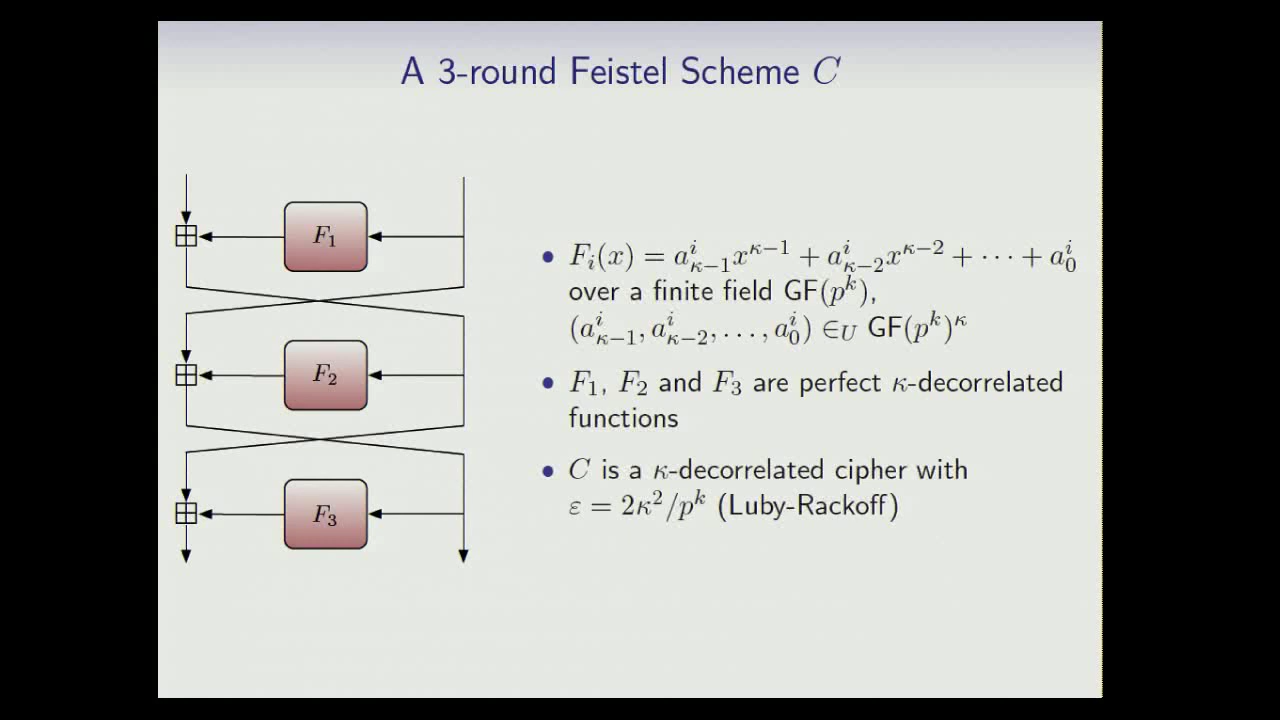 A 3-round Feistel Scheme C
F₁
F₂
F₃
• Fᵢ(x) = a^i_{κ−1}x^{κ−1} + a^i_{κ−2}x^{κ−2} + ⋯ + a^i_0
over a finite field GF(p^k),
(a^i_{κ−1}, a^i_{κ−2}, . . . , a^i_0) ∈_U GF(p^k)^κ
• F₁, F₂ and F₃ are perfect κ-decorrelated
functions
• C is a κ-decorrelated cipher with
ε = 2κ²/p^k (Luby-Rackoff)